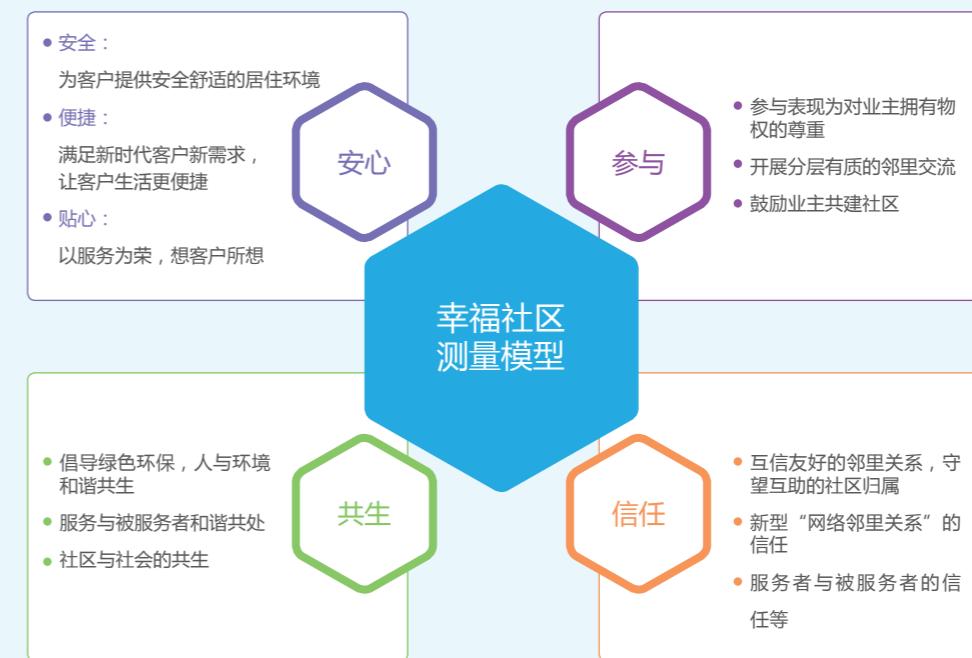 安全：
为客户提供安全舒适的居住环境
便捷：
满足新时代客户新需求，
让客户生活更便捷
贴心：
以服务为荣，想客户所想
安心
参与
参与表现为对业主拥有物
权的尊重
开展分层有质的邻里交流
鼓励业主共建社区
幸福社区
测量模型
倡导绿色环保，人与环境
和谐共生
服务与被服务者和谐共处
社区与社会的共生
共生
信任
互信友好的邻里关系，守
望互助的社区归属
新型“网络邻里关系”的
信任
服务者与被服务者的信
任等